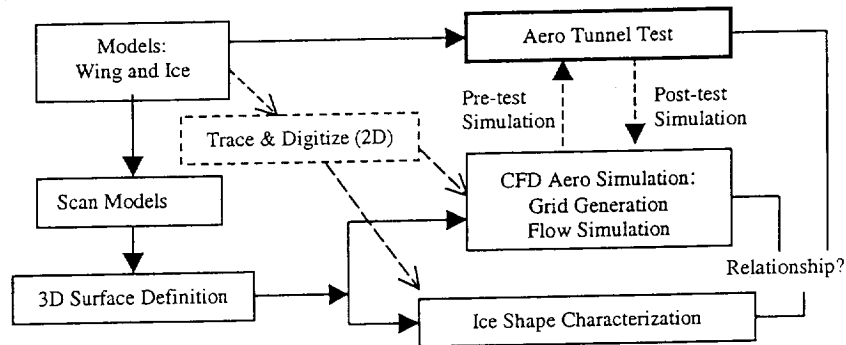 Models:
Wing and Ice
Aero Tunnel Test
Pre-test
Simulation
Post-test
Simulation
Trace & Digitize (2D)
CFD Aero Simulation:
Grid Generation
Flow Simulation
Scan Models
Relationship?
3D Surface Definition
Ice Shape Characterization